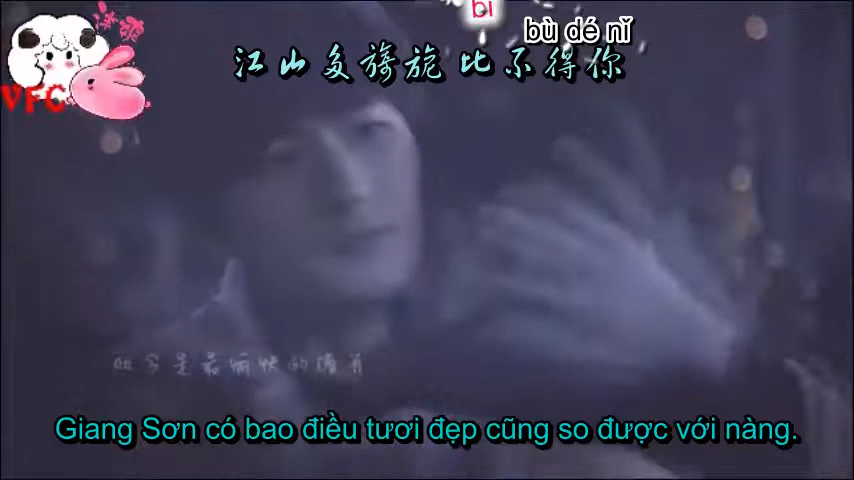 bǐ
bù dé nǐ
江山多旖旎 比不得你
VFC
Giang Sơn có bao điều tươi đẹp cũng so được với nàng.